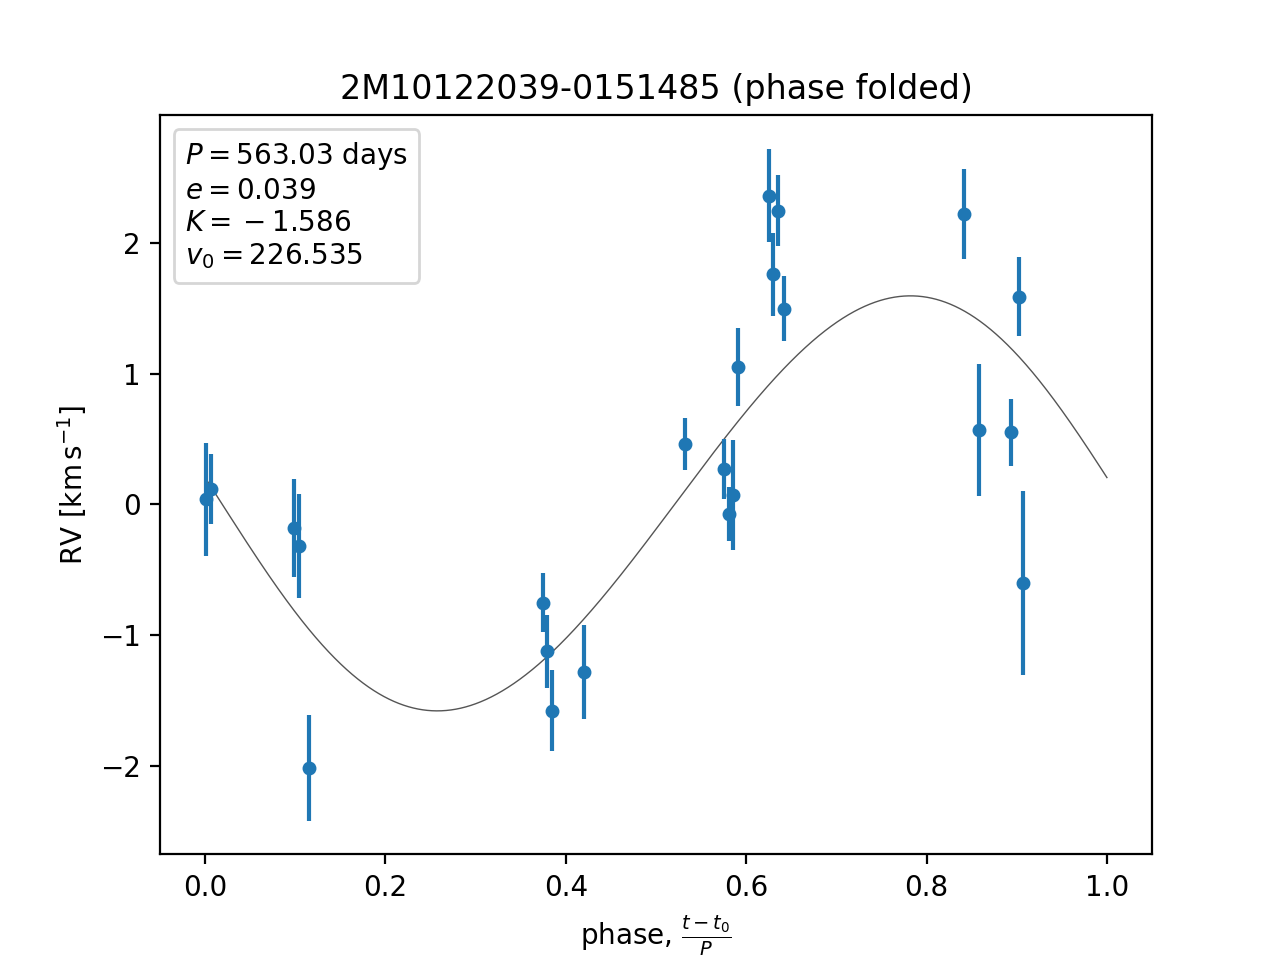 2M10122039-0151485 (phase folded)
P = 563.03 days
e = 0.039
K = −1.586
v₀ = 226.535
2
1
0
−1
−2
RV [km s⁻¹]
0.0 0.2 0.4 0.6 0.8 1.0
phase, (t − t₀)/P